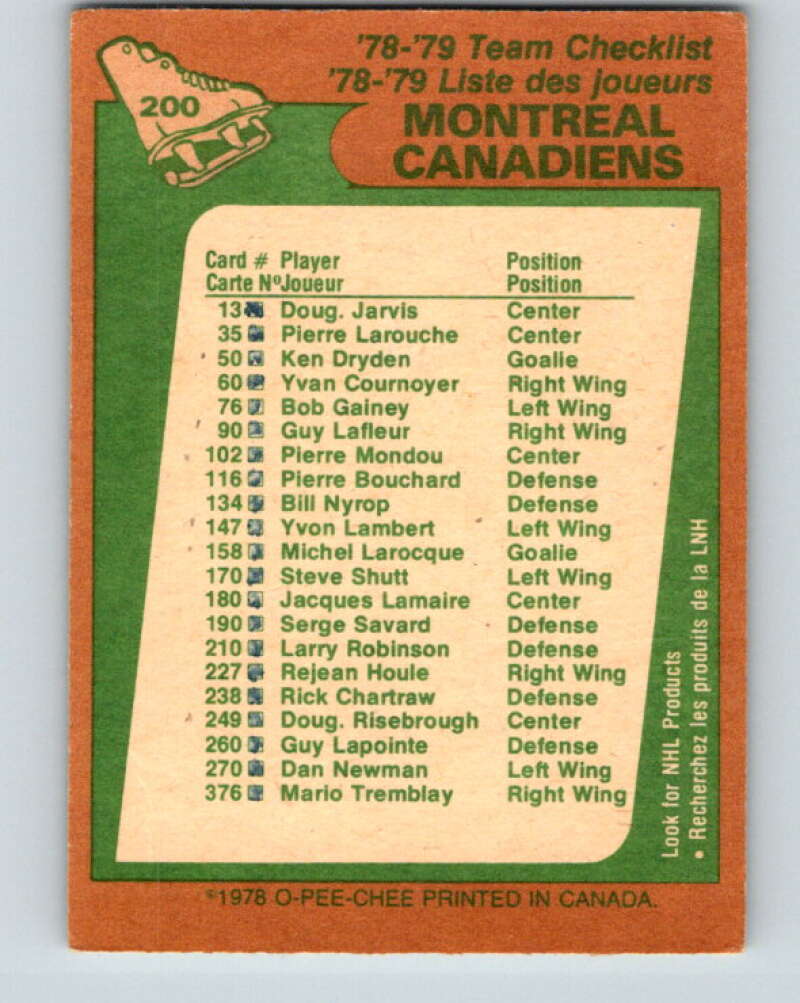 200
'78-'79 Team Checklist
'78-'79 Liste des joueurs
MONTREAL
CANADIENS
Card # Player Position
Carte Nº Joueur Position
13 Doug. Jarvis Center
35 Pierre Larouche Center
50 Ken Dryden Goalie
60 Yvan Cournoyer Right Wing
76 Bob Gainey Left Wing
90 Guy Lafleur Right Wing
102 Pierre Mondou Center
116 Pierre Bouchard Defense
134 Bill Nyrop Defense
147 Yvon Lambert Left Wing
158 Michel Larocque Goalie
170 Steve Shutt Left Wing
180 Jacques Lamaire Center
190 Serge Savard Defense
210 Larry Robinson Defense
227 Rejean Houle Right Wing
238 Rick Chartraw Defense
249 Doug. Risebrough Center
260 Guy Lapointe Defense
270 Dan Newman Left Wing
376 Mario Tremblay Right Wing
Look for NHL Products
• Recherchez les produits de la LNH
©1978 O-PEE-CHEE PRINTED IN CANADA.